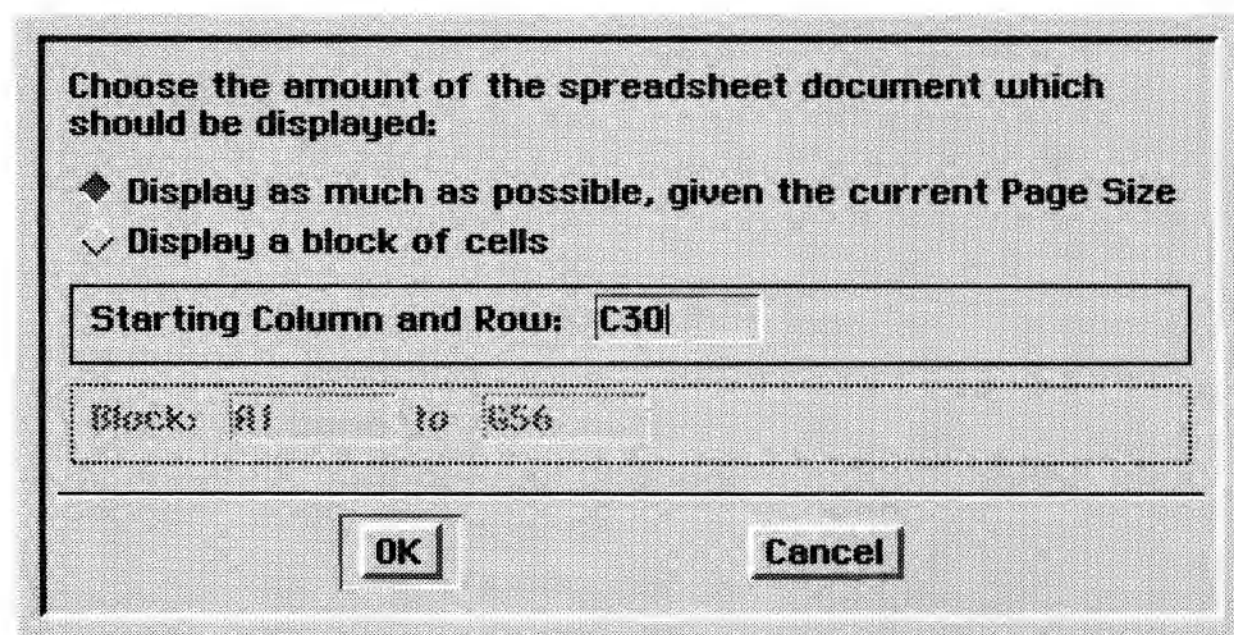 Choose the amount of the spreadsheet document which
should be displayed:
Display as much as possible, given the current Page Size
Display a block of cells
Starting Column and Row: C30
Block: A1 to G56
OK Cancel